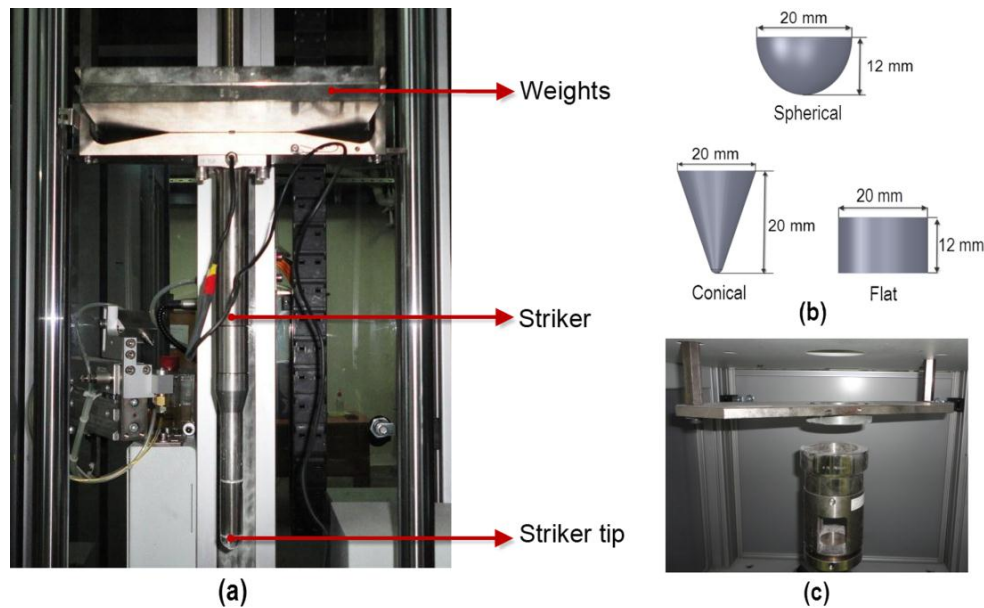 Weights
Striker
Striker tip
(a)
20 mm
12 mm
Spherical
20 mm
20 mm
Conical
20 mm
12 mm
Flat
(b)
(c)